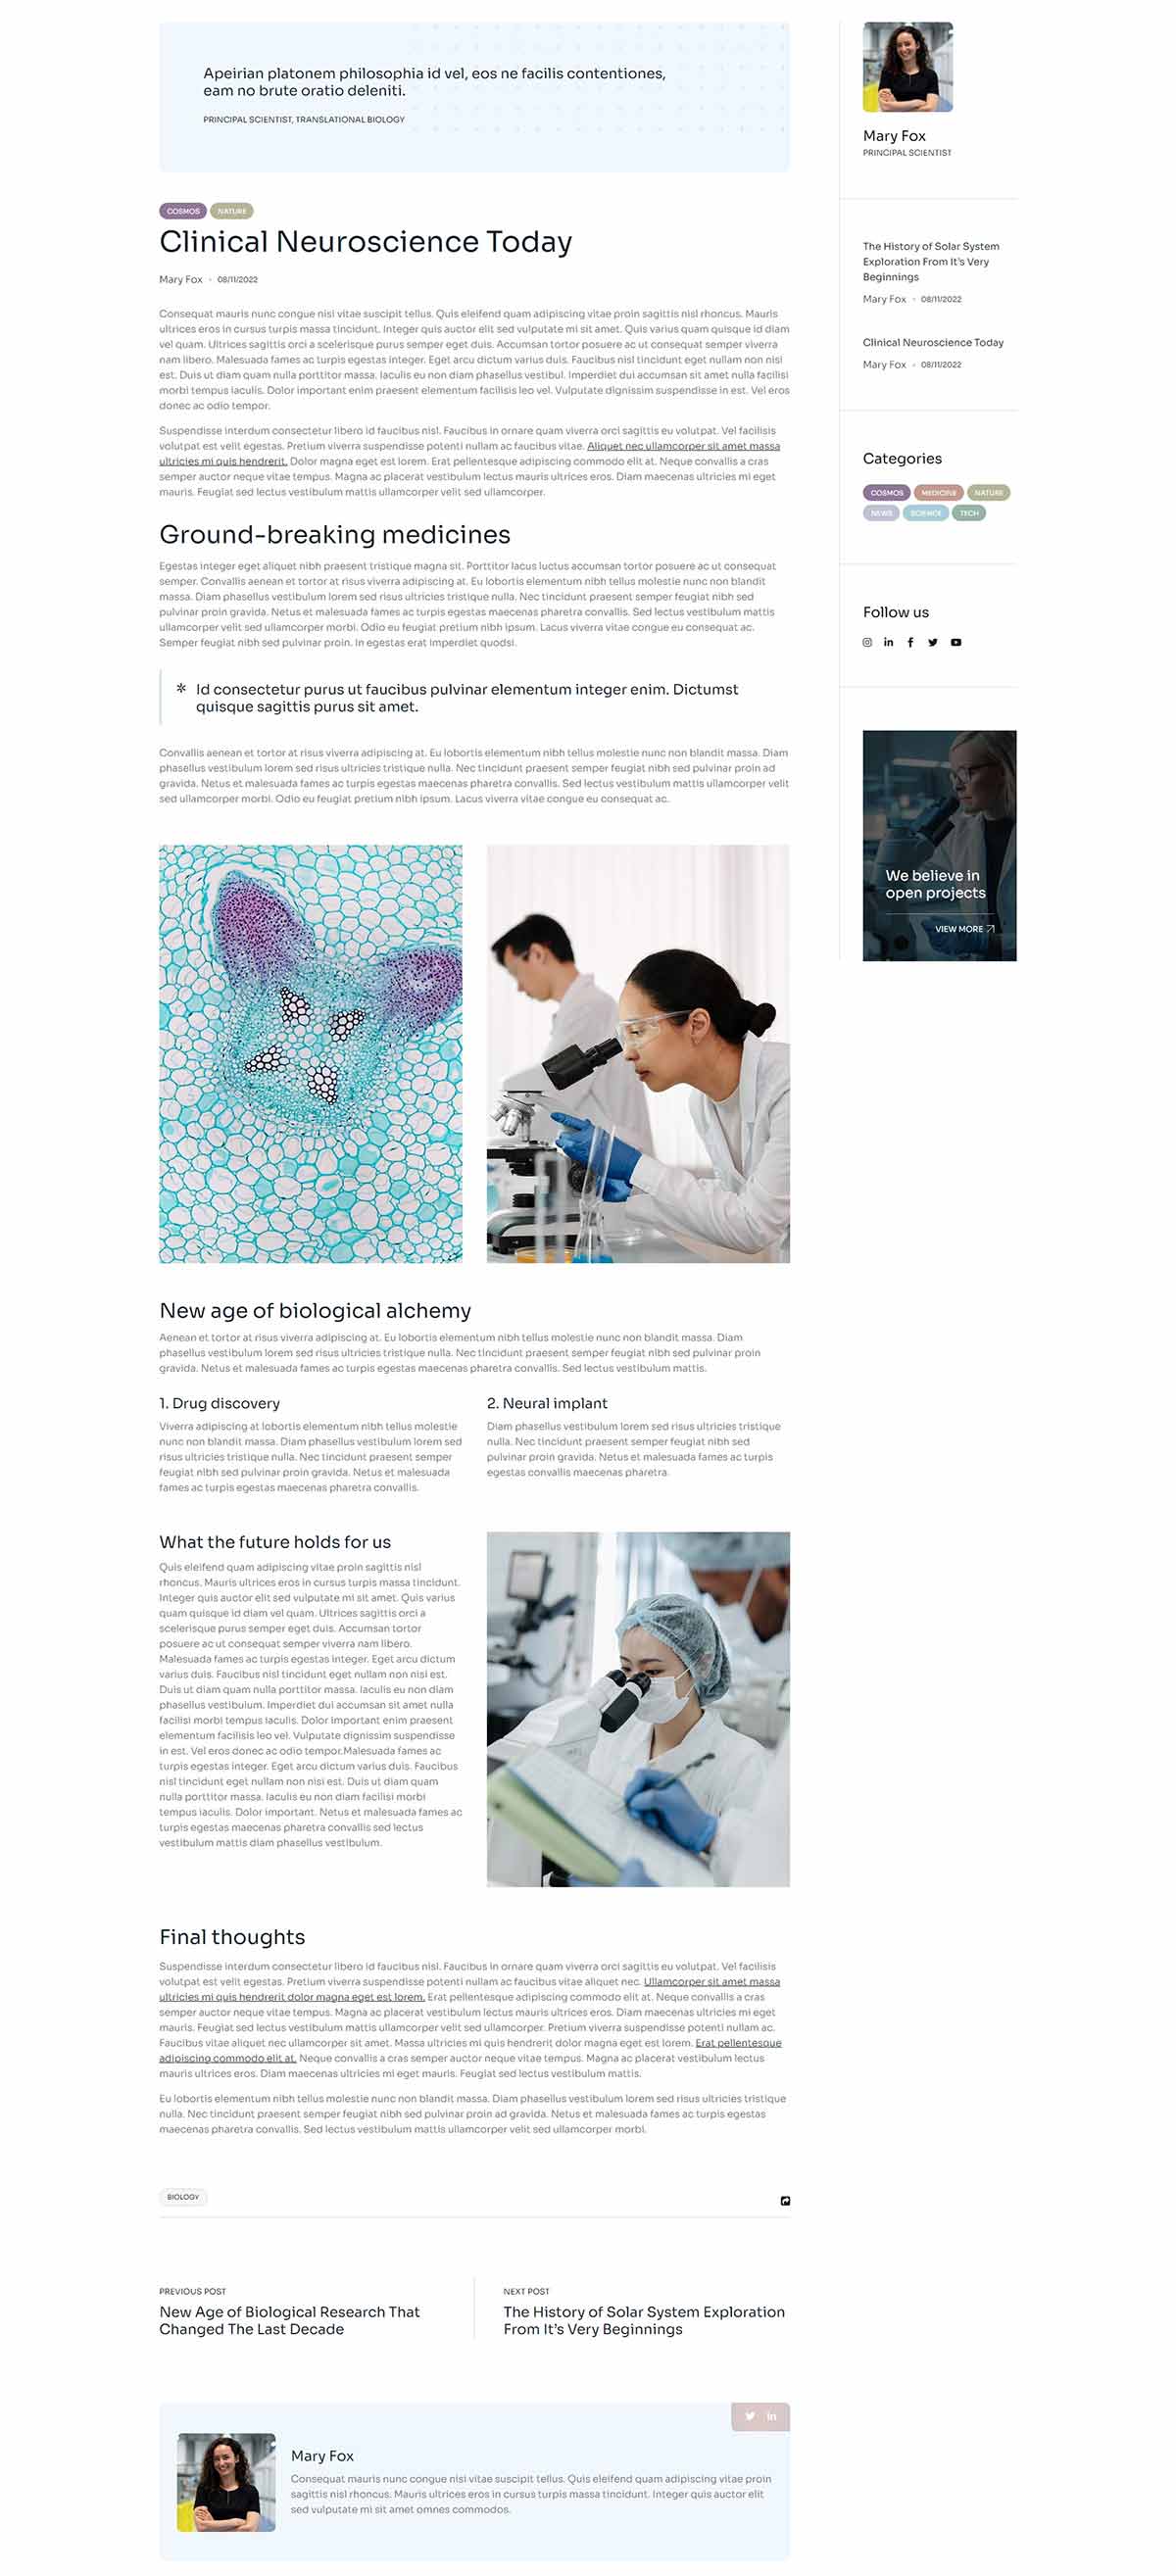 Apeirian platonem philosophia id vel, eos ne facilis contentiones,
eam no brute oratio deleniti.
PRINCIPAL SCIENTIST, TRANSLATIONAL BIOLOGY
COSMOS NATURE
Clinical Neuroscience Today
Mary Fox • 08/11/2022
Consequat mauris nunc congue nisi vitae suscipit tellus. Quis eleifend quam adipiscing vitae proin sagittis nisl rhoncus. Mauris
ultrices eros in cursus turpis massa tincidunt. Integer quis auctor elit sed vulputate mi sit amet. Quis varius quam quisque id diam
vel quam. Ultrices sagittis orci a scelerisque purus semper eget duis. Accumsan tortor posuere ac ut consequat semper viverra
nam libero. Malesuada fames ac turpis egestas integer. Eget arcu dictum varius duis. Faucibus nisl tincidunt eget nullam non nisi
est. Duis ut diam quam nulla porttitor massa. Iaculis eu non diam phasellus vestibul. Imperdiet dui accumsan sit amet nulla facilisi
morbi tempus iaculis. Dolor important enim praesent elementum facilisis leo vel. Vulputate dignissim suspendisse in est. Vel eros
donec ac odio tempor.
Suspendisse interdum consectetur libero id faucibus nisl. Faucibus in ornare quam viverra orci sagittis eu volutpat. Vel facilisis
volutpat est velit egestas. Pretium viverra suspendisse potenti nullam ac faucibus vitae. Aliquet nec ullamcorper sit amet massa
ultricies mi quis hendrerit. Dolor magna eget est lorem. Erat pellentesque adipiscing commodo elit at. Neque convallis a cras
semper auctor neque vitae tempus. Magna ac placerat vestibulum lectus mauris ultrices eros. Diam maecenas ultricies mi eget
mauris. Feugiat sed lectus vestibulum mattis ullamcorper velit sed ullamcorper.
Ground-breaking medicines
Egestas integer eget aliquet nibh praesent tristique magna sit. Porttitor lacus luctus accumsan tortor posuere ac ut consequat
semper. Convallis aenean et tortor at risus viverra adipiscing at. Eu lobortis elementum nibh tellus molestie nunc non blandit
massa. Diam phasellus vestibulum lorem sed risus ultricies tristique nulla. Nec tincidunt praesent semper feugiat nibh sed
pulvinar proin gravida. Netus et malesuada fames ac turpis egestas maecenas pharetra convallis. Sed lectus vestibulum mattis
ullamcorper velit sed ullamcorper morbi. Odio eu feugiat pretium nibh ipsum. Lacus viverra vitae congue eu consequat ac.
Semper feugiat nibh sed pulvinar proin. In egestas erat imperdiet quodsi.
* Id consectetur purus ut faucibus pulvinar elementum integer enim. Dictumst
quisque sagittis purus sit amet.
Convallis aenean et tortor at risus viverra adipiscing at. Eu lobortis elementum nibh tellus molestie nunc non blandit massa. Diam
phasellus vestibulum lorem sed risus ultricies tristique nulla. Nec tincidunt praesent semper feugiat nibh sed pulvinar proin ad
gravida. Netus et malesuada fames ac turpis egestas maecenas pharetra convallis. Sed lectus vestibulum mattis ullamcorper velit
sed ullamcorper morbi. Odio eu feugiat pretium nibh ipsum. Lacus viverra vitae congue eu consequat ac.
New age of biological alchemy
Aenean et tortor at risus viverra adipiscing at. Eu lobortis elementum nibh tellus molestie nunc non blandit massa. Diam
phasellus vestibulum lorem sed risus ultricies tristique nulla. Nec tincidunt praesent semper feugiat nibh sed pulvinar proin
gravida. Netus et malesuada fames ac turpis egestas maecenas pharetra convallis. Sed lectus vestibulum mattis.
1. Drug discovery
Viverra adipiscing at lobortis elementum nibh tellus molestie
nunc non blandit massa. Diam phasellus vestibulum lorem sed
risus ultricies tristique nulla. Nec tincidunt praesent semper
feugiat nibh sed pulvinar proin gravida. Netus et malesuada
fames ac turpis egestas maecenas pharetra convallis.
2. Neural implant
Diam phasellus vestibulum lorem sed risus ultricies tristique
nulla. Nec tincidunt praesent semper feugiat nibh sed
pulvinar proin gravida. Netus et malesuada fames ac turpis
egestas convallis maecenas pharetra.
What the future holds for us
Quis eleifend quam adipiscing vitae proin sagittis nisl
rhoncus. Mauris ultrices eros in cursus turpis massa tincidunt.
Integer quis auctor elit sed vulputate mi sit amet. Quis varius
quam quisque id diam vel quam. Ultrices sagittis orci a
scelerisque purus semper eget duis. Accumsan tortor
posuere ac ut consequat semper viverra nam libero.
Malesuada fames ac turpis egestas integer. Eget arcu dictum
varius duis. Faucibus nisl tincidunt eget nullam non nisi est.
Duis ut diam quam nulla porttitor massa. Iaculis eu non diam
phasellus vestibulum. Imperdiet dui accumsan sit amet nulla
facilisi morbi tempus iaculis. Dolor important enim praesent
elementum facilisis leo vel. Vulputate dignissim suspendisse
in est. Vel eros donec ac odio tempor.Malesuada fames ac
turpis egestas integer. Eget arcu dictum varius duis. Faucibus
nisl tincidunt eget nullam non nisi est. Duis ut diam quam
nulla porttitor massa. Iaculis eu non diam facilisi morbi
tempus iaculis. Dolor important. Netus et malesuada fames ac
turpis egestas maecenas pharetra convallis sed lectus
vestibulum mattis diam phasellus vestibulum.
Final thoughts
Suspendisse interdum consectetur libero id faucibus nisl. Faucibus in ornare quam viverra orci sagittis eu volutpat. Vel facilisis
volutpat est velit egestas. Pretium viverra suspendisse potenti nullam ac faucibus vitae aliquet nec. Ullamcorper sit amet massa
ultricies mi quis hendrerit dolor magna eget est lorem. Erat pellentesque adipiscing commodo elit at. Neque convallis a cras
semper auctor neque vitae tempus. Magna ac placerat vestibulum lectus mauris ultrices eros. Diam maecenas ultricies mi eget
mauris. Feugiat sed lectus vestibulum mattis ullamcorper velit sed ullamcorper. Pretium viverra suspendisse potenti nullam ac.
Faucibus vitae aliquet nec ullamcorper sit amet. Massa ultricies mi quis hendrerit dolor magna eget est lorem. Erat pellentesque
adipiscing commodo elit at. Neque convallis a cras semper auctor neque vitae tempus. Magna ac placerat vestibulum lectus
mauris ultrices eros. Diam maecenas ultricies mi eget mauris. Feugiat sed lectus vestibulum mattis.
Eu lobortis elementum nibh tellus molestie nunc non blandit massa. Diam phasellus vestibulum lorem sed risus ultricies tristique
nulla. Nec tincidunt praesent semper feugiat nibh sed pulvinar proin ad gravida. Netus et malesuada fames ac turpis egestas
maecenas pharetra convallis. Sed lectus vestibulum mattis ullamcorper velit sed ullamcorper morbi.
BIOLOGY
PREVIOUS POST
New Age of Biological Research That
Changed The Last Decade
NEXT POST
The History of Solar System Exploration
From It's Very Beginnings
Mary Fox
Consequat mauris nunc congue nisi vitae suscipit tellus. Quis eleifend quam adipiscing vitae proin
sagittis nisl rhoncus. Mauris ultrices eros in cursus turpis massa tincidunt. Integer quis auctor elit
sed vulputate mi sit amet omnes commodos.
Mary Fox
PRINCIPAL SCIENTIST
The History of Solar System
Exploration From It's Very
Beginnings
Mary Fox • 08/11/2022
Clinical Neuroscience Today
Mary Fox • 08/11/2022
Categories
COSMOS MEDICINE NATURE
NEWS SCIENCE TECH
Follow us
We believe in
open projects
VIEW MORE